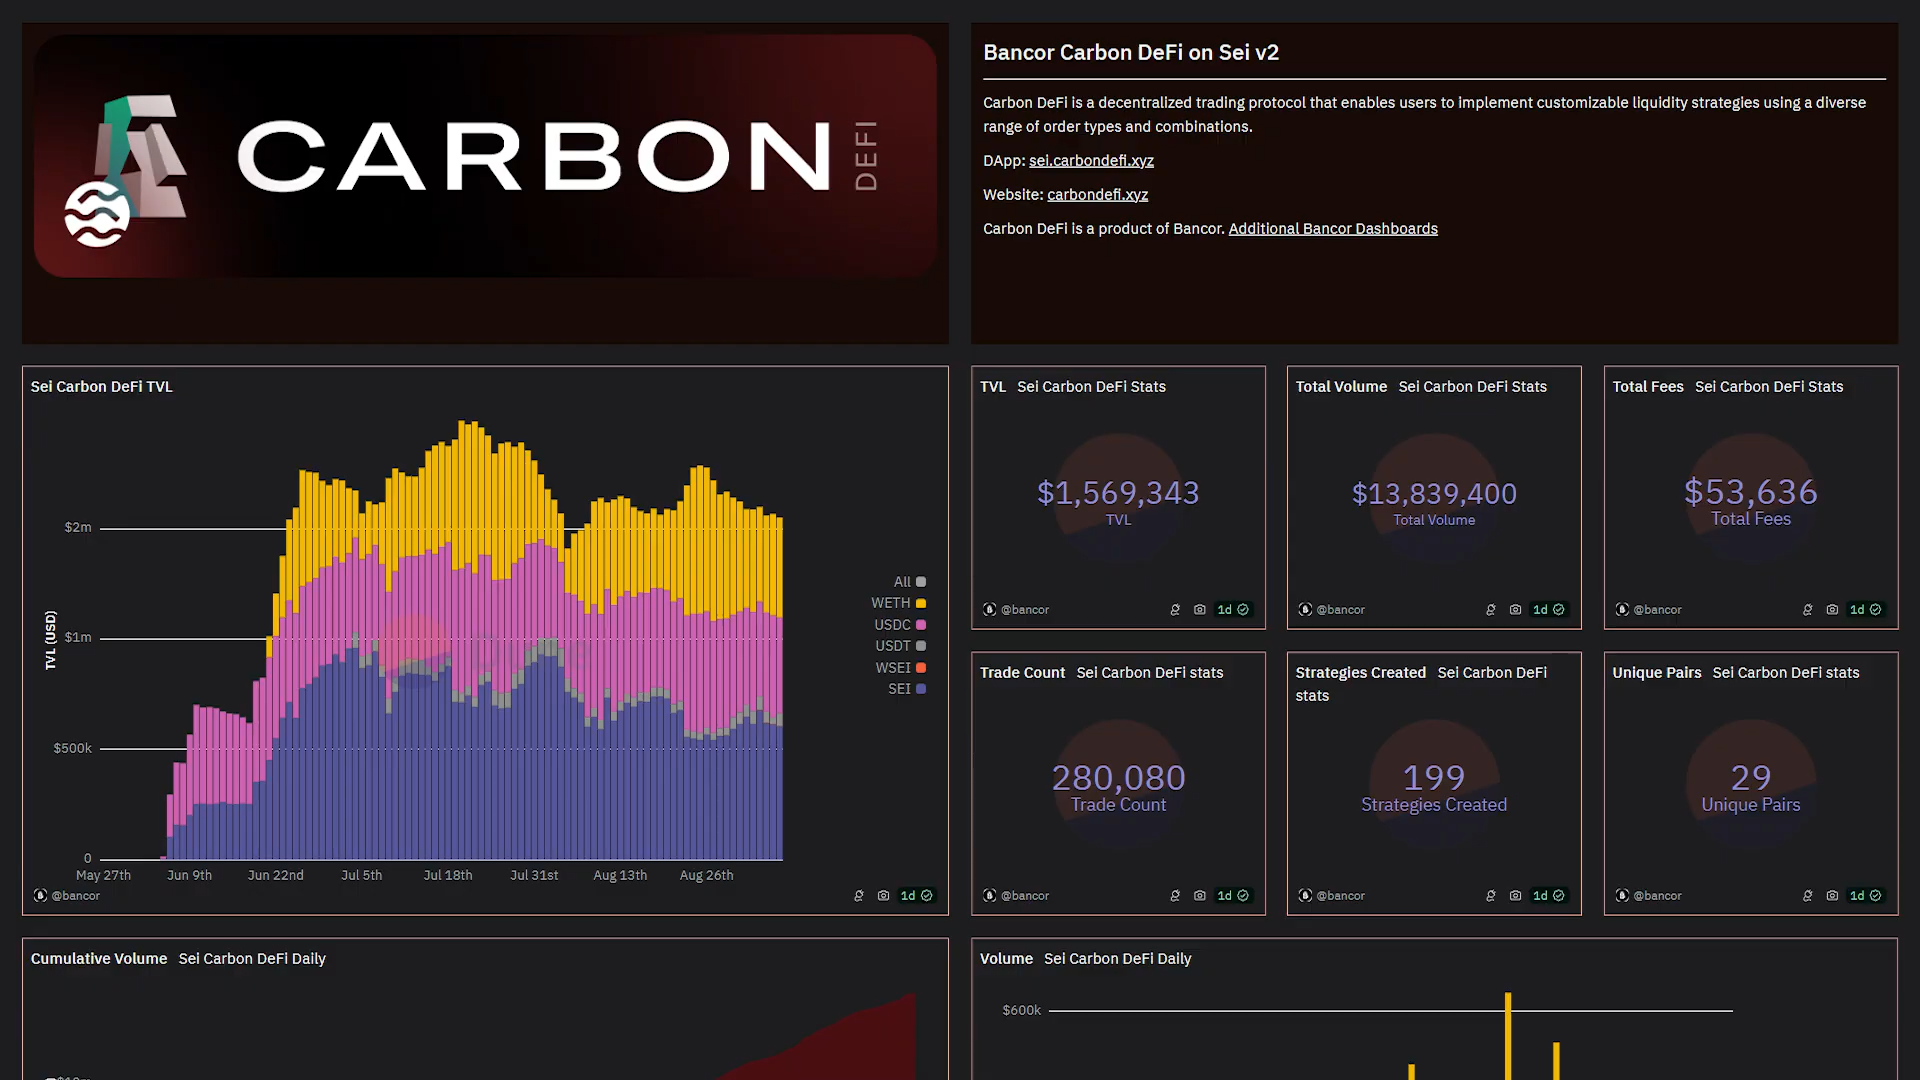 CARBON DEFI
Bancor Carbon DeFi on Sei v2
Carbon DeFi is a decentralized trading protocol that enables users to implement customizable liquidity strategies using a diverse
range of order types and combinations.
DApp: sei.carbondefi.xyz
Website: carbondefi.xyz
Carbon DeFi is a product of Bancor. Additional Bancor Dashboards
Sei Carbon DeFi TVL
TVL (USD)
$2m
$1m
$500k
0
May 27th
Jun 9th
Jun 22nd
Jul 5th
Jul 18th
Jul 31st
Aug 13th
Aug 26th
All
WETH
USDC
USDT
WSEI
SEI
@bancor
1d
TVL Sei Carbon DeFi Stats
$1,569,343
TVL
@bancor
1d
Total Volume Sei Carbon DeFi Stats
$13,839,400
Total Volume
@bancor
1d
Total Fees Sei Carbon DeFi Stats
$53,636
Total Fees
@bancor
1d
Trade Count Sei Carbon DeFi stats
280,080
Trade Count
@bancor
1d
Strategies Created Sei Carbon DeFi
stats
199
Strategies Created
@bancor
1d
Unique Pairs Sei Carbon DeFi stats
29
Unique Pairs
@bancor
1d
Cumulative Volume Sei Carbon DeFi Daily
Volume Sei Carbon DeFi Daily
$600k